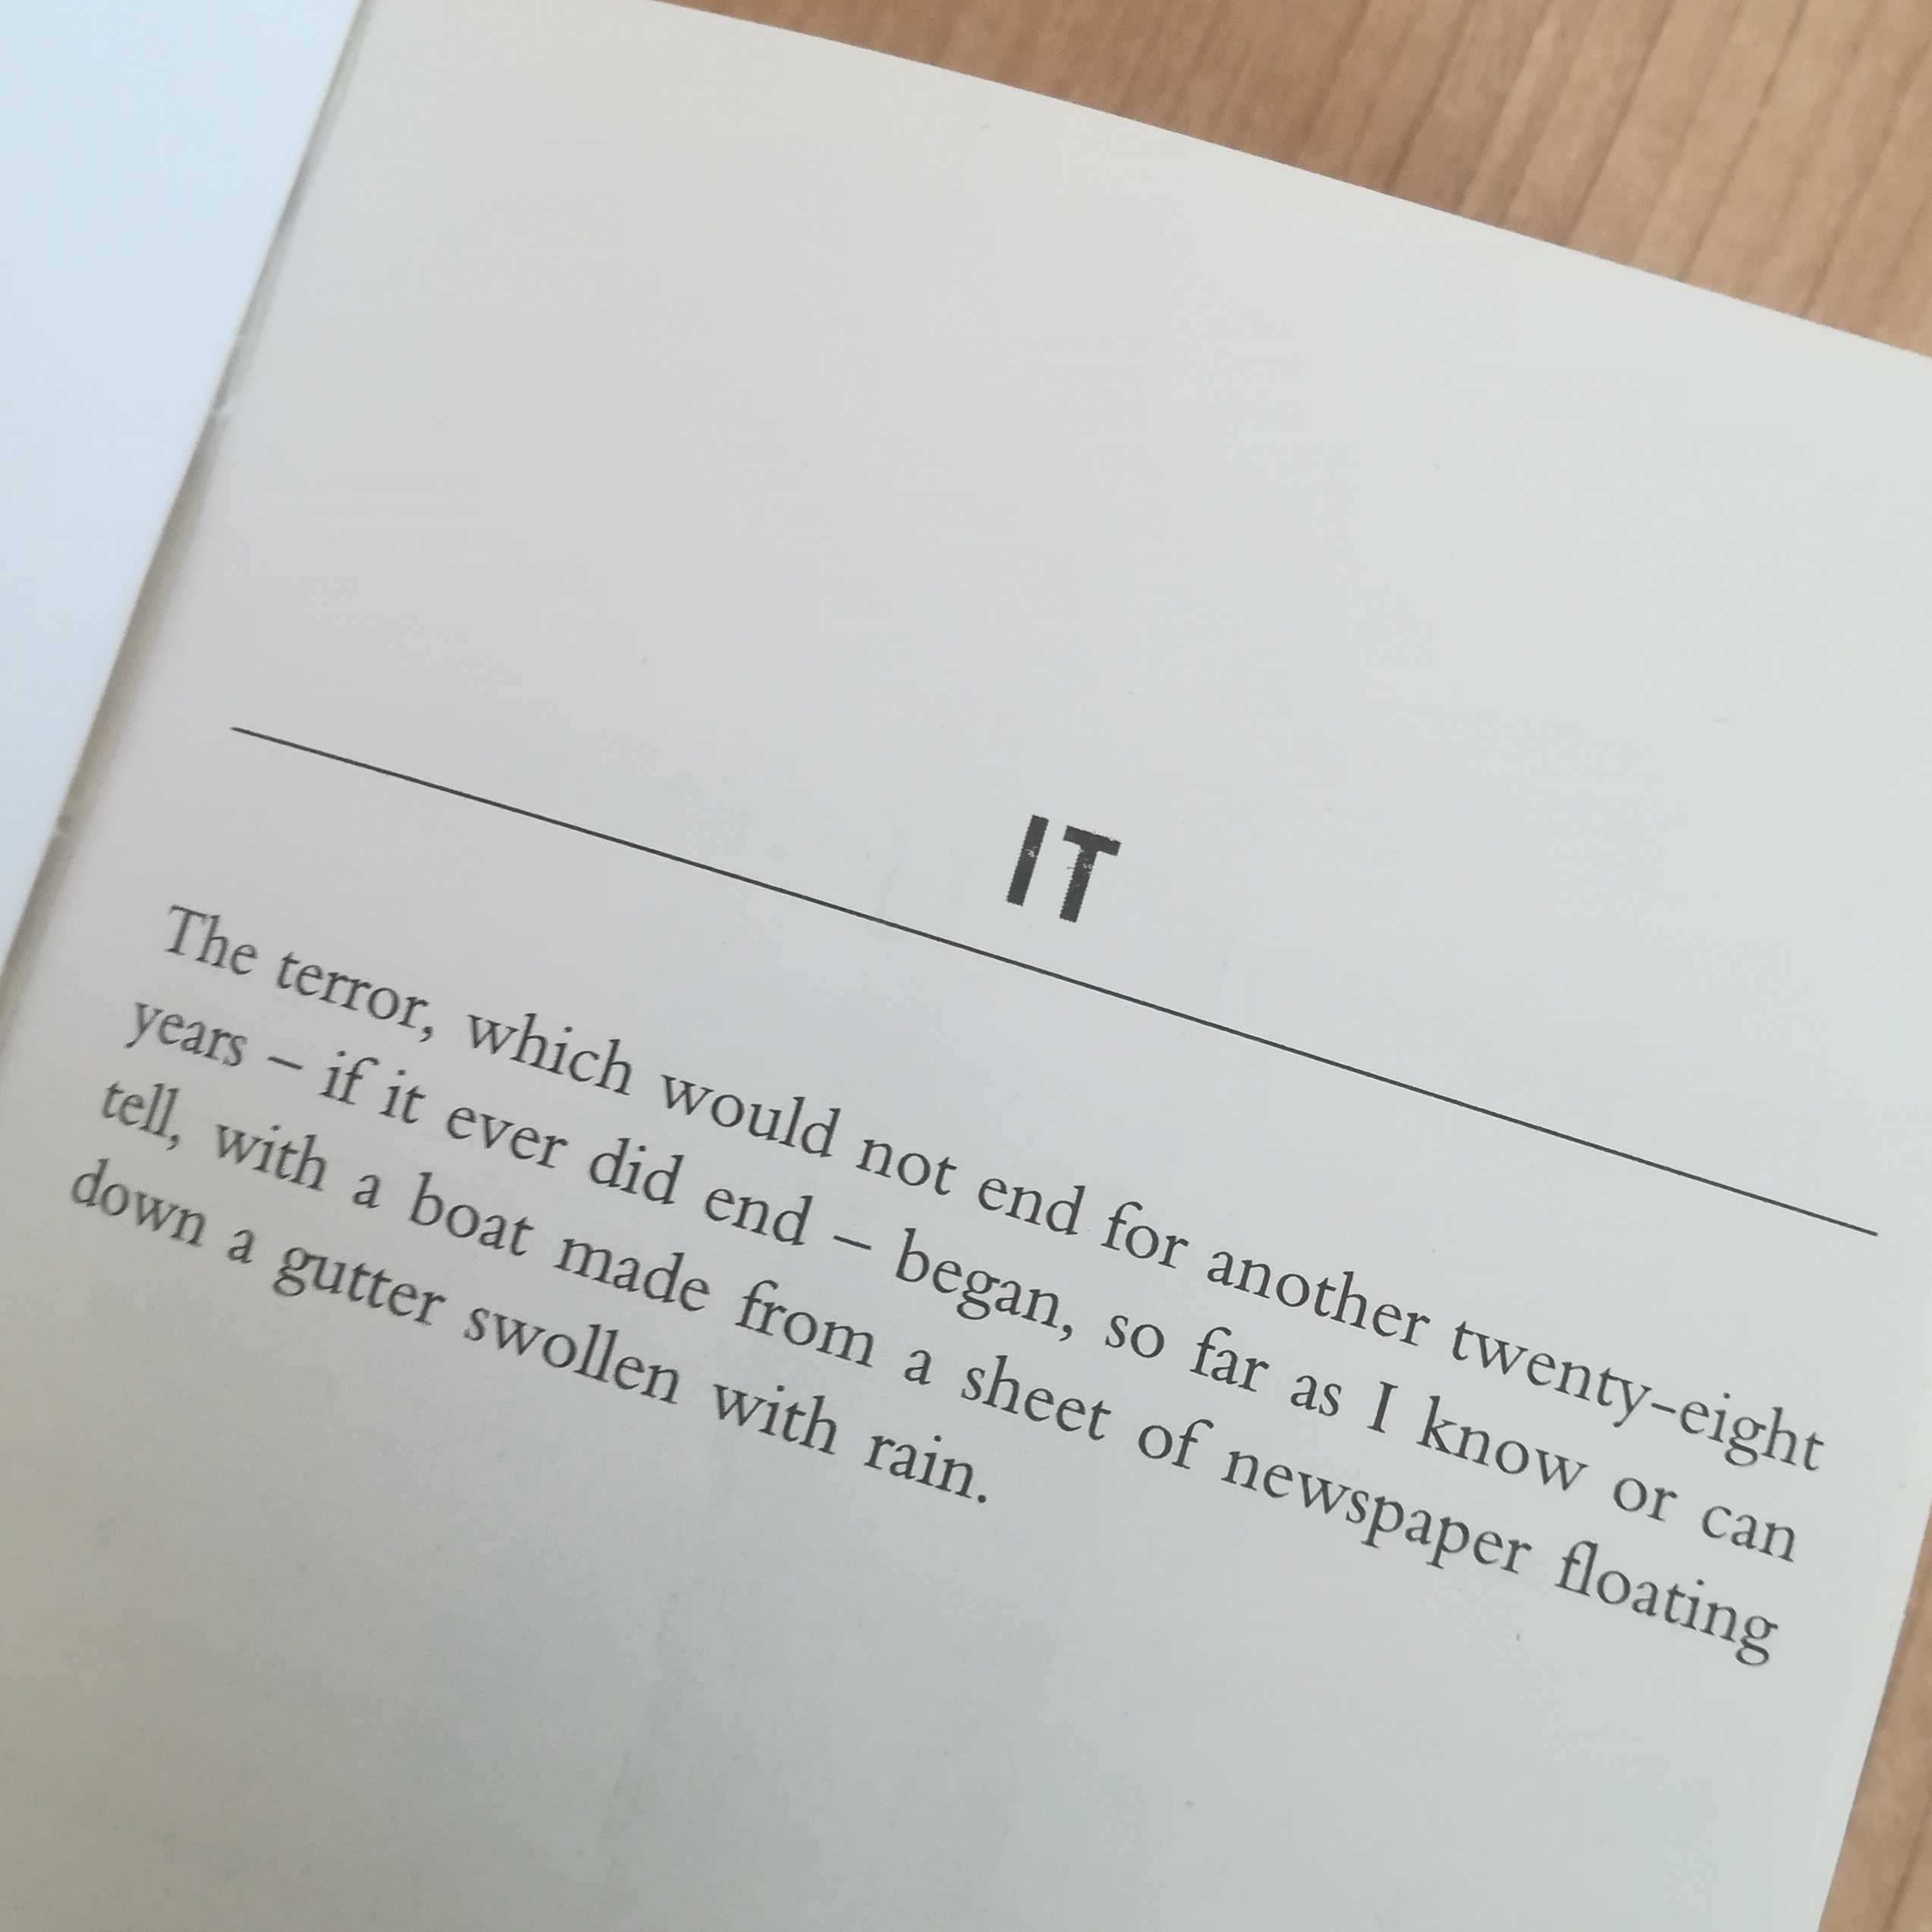 IT
The terror, which would not end for another twenty-eight
years – if it ever did end – began, so far as I know or can
tell, with a boat made from a sheet of newspaper floating
down a gutter swollen with rain.